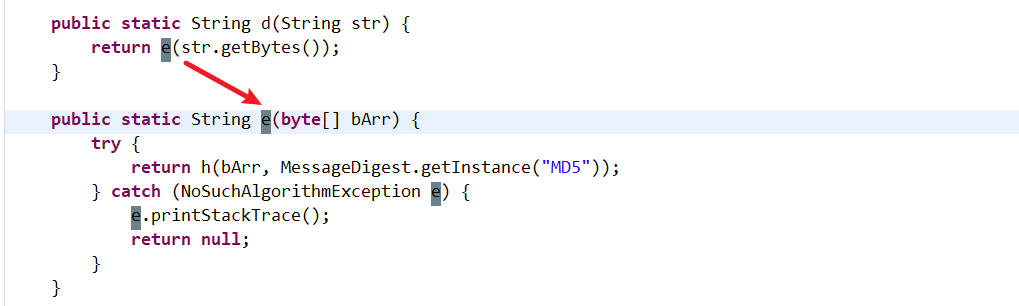 public static String d(String str) {
return e(str.getBytes());
}
public static String e(byte[] bArr) {
try {
return h(bArr, MessageDigest.getInstance("MD5"));
} catch (NoSuchAlgorithmException e) {
e.printStackTrace();
return null;
}
}